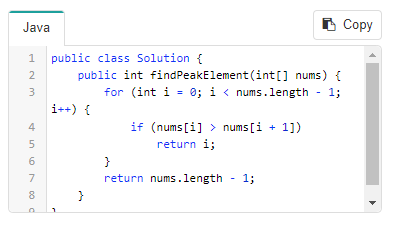 Java
Copy
1 public class Solution {
2 public int findPeakElement(int[] nums) {
3 for (int i = 0; i < nums.length - 1;
i++) {
4 if (nums[i] > nums[i + 1])
5 return i;
6 }
7 return nums.length - 1;
8 }